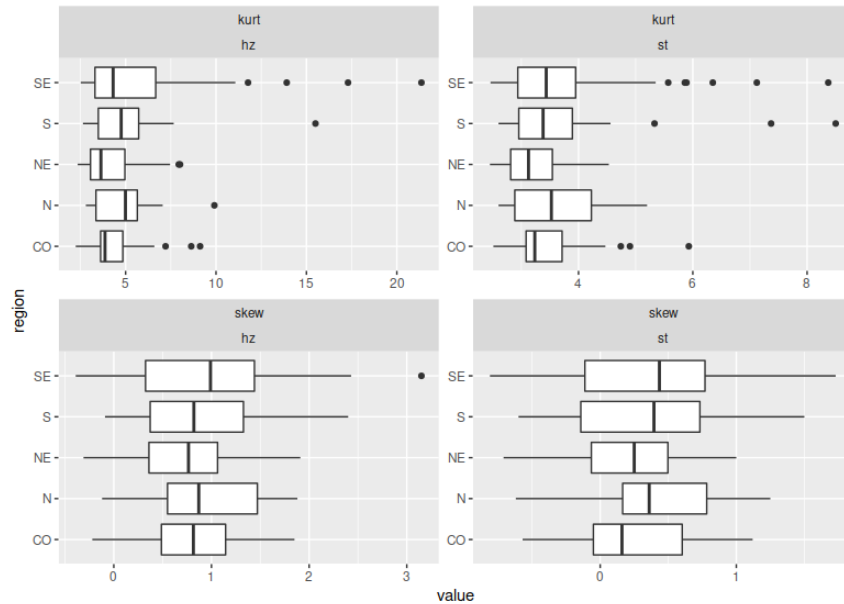 kurt
hz
kurt
st
SE
S
NE
N
CO
5
10
15
20
SE
S
NE
N
CO
4
6
8
skew
hz
skew
st
SE
S
NE
N
CO
0
1
2
3
SE
S
NE
N
CO
0
1
region
value